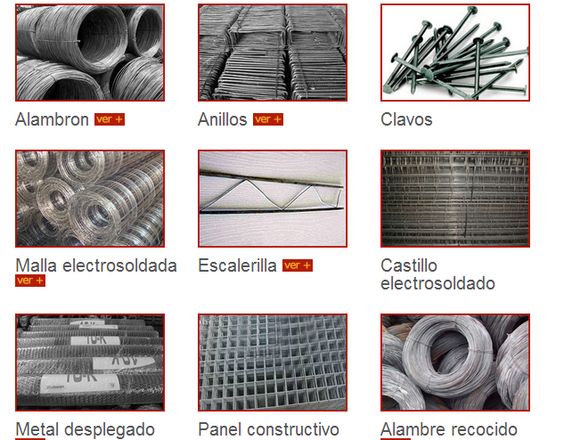 Alambron ver +
Anillos ver +
Clavos
Malla electrosoldada
ver +
Escalerilla ver +
Castillo
electrosoldado
Metal desplegado
Panel constructivo
Alambre recocido